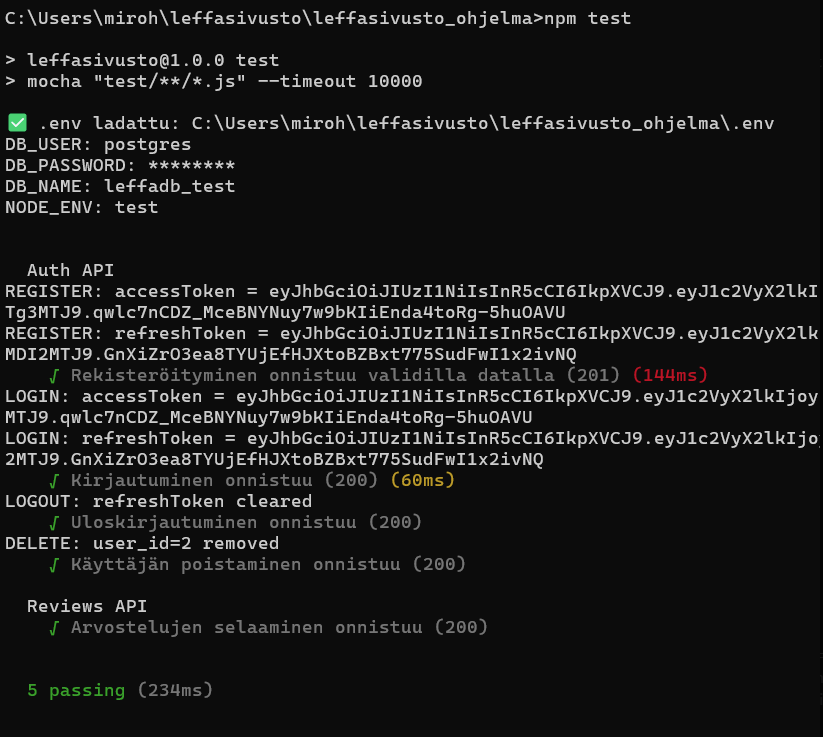 C:\Users\miroh\leffasivusto\leffasivusto_ohjelma>npm test
> leffasivusto@1.0.0 test
> mocha "test/**/*.js" --timeout 10000
✅ .env ladattu: C:\Users\miroh\leffasivusto\leffasivusto_ohjelma\.env
DB_USER: postgres
DB_PASSWORD: ********
DB_NAME: leffadb_test
NODE_ENV: test
Auth API
REGISTER: accessToken = eyJhbGciOiJIUzI1NiIsInR5cCI6IkpXVCJ9.eyJ1c2VyX2lkI
Tg3MTJ9.qwlc7nCDZ_MceBNYNuy7w9bKIiEnda4toRg-5huOAVU
REGISTER: refreshToken = eyJhbGciOiJIUzI1NiIsInR5cCI6IkpXVCJ9.eyJ1c2VyX2lk
MDI2MTJ9.GnXiZrO3ea8TYUjEfHJXtoBZBxt775SudFwI1x2ivNQ
√ Rekisteröityminen onnistuu validilla datalla (201) (144ms)
LOGIN: accessToken = eyJhbGciOiJIUzI1NiIsInR5cCI6IkpXVCJ9.eyJ1c2VyX2lkIjoy
MTJ9.qwlc7nCDZ_MceBNYNuy7w9bKIiEnda4toRg-5huOAVU
LOGIN: refreshToken = eyJhbGciOiJIUzI1NiIsInR5cCI6IkpXVCJ9.eyJ1c2VyX2lkIjo
2MTJ9.GnXiZrO3ea8TYUjEfHJXtoBZBxt775SudFwI1x2ivNQ
√ Kirjautuminen onnistuu (200) (60ms)
LOGOUT: refreshToken cleared
√ Uloskirjautuminen onnistuu (200)
DELETE: user_id=2 removed
√ Käyttäjän poistaminen onnistuu (200)
Reviews API
√ Arvostelujen selaaminen onnistuu (200)
5 passing (234ms)